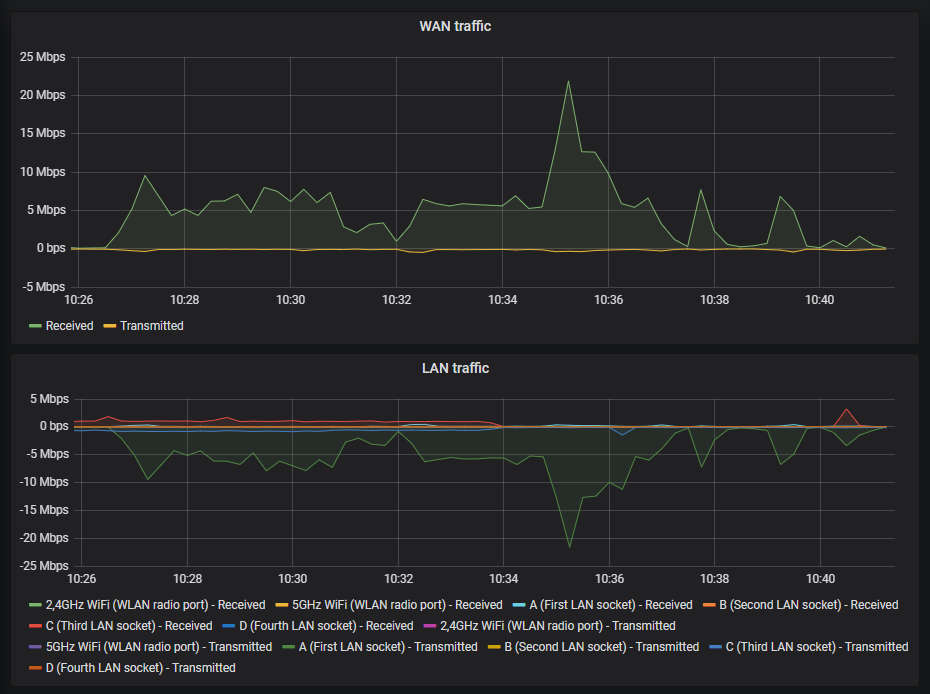 WAN traffic
25 Mbps
20 Mbps
15 Mbps
10 Mbps
5 Mbps
0 bps
-5 Mbps
10:26 10:28 10:30 10:32 10:34 10:36 10:38 10:40
Received Transmitted
LAN traffic
5 Mbps
0 bps
-5 Mbps
-10 Mbps
-15 Mbps
-20 Mbps
-25 Mbps
10:26 10:28 10:30 10:32 10:34 10:36 10:38 10:40
2,4GHz WiFi (WLAN radio port) - Received 5GHz WiFi (WLAN radio port) - Received A (First LAN socket) - Received B (Second LAN socket) - Received
C (Third LAN socket) - Received D (Fourth LAN socket) - Received 2,4GHz WiFi (WLAN radio port) - Transmitted
5GHz WiFi (WLAN radio port) - Transmitted A (First LAN socket) - Transmitted B (Second LAN socket) - Transmitted C (Third LAN socket) - Transmitted
D (Fourth LAN socket) - Transmitted